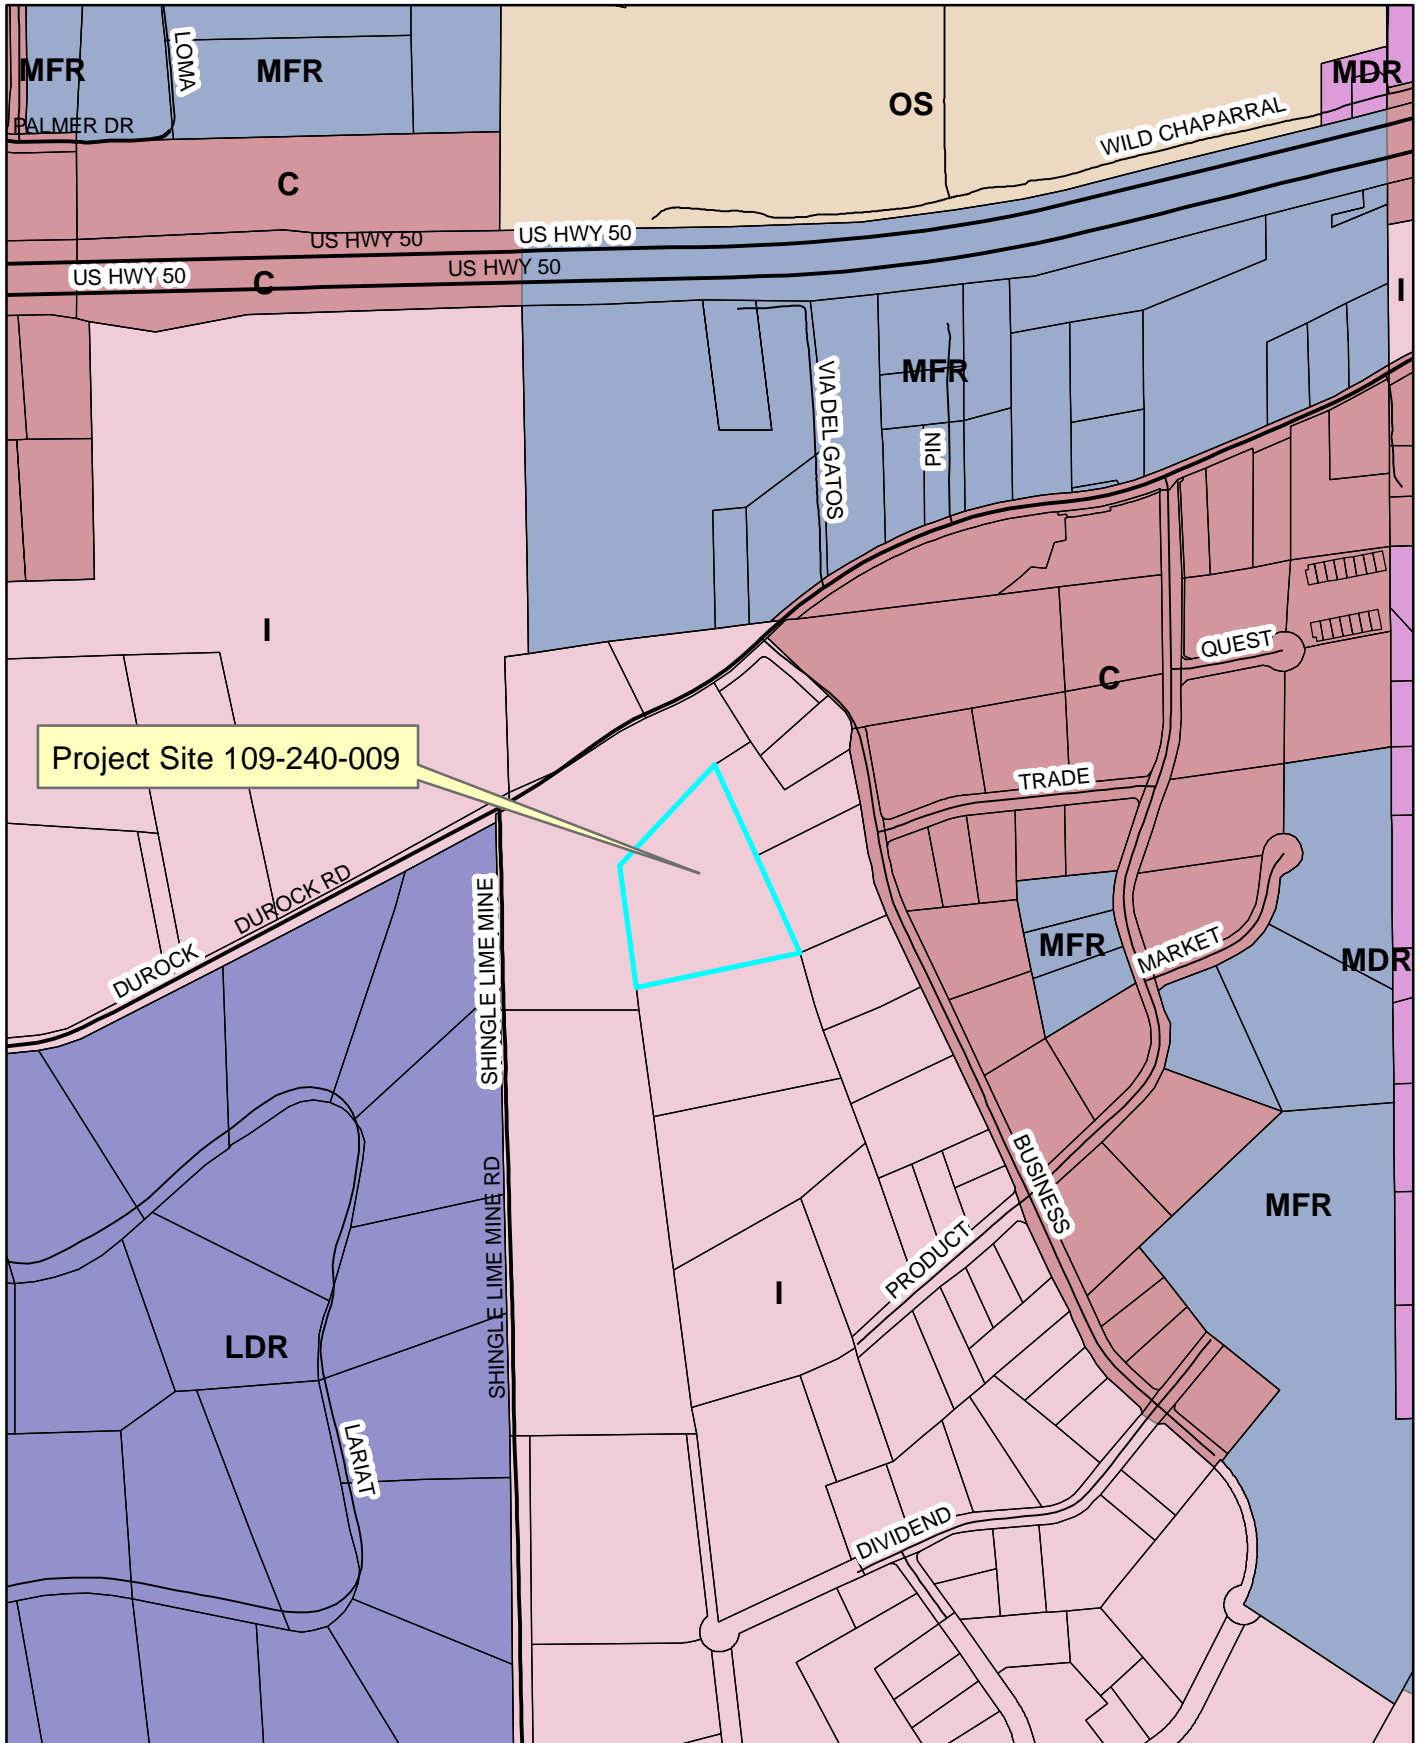 MFR
LOMA
MFR
MDR
OS
PALMER DR
WILD CHAPARRAL
C
US HWY 50
US HWY 50
US HWY 50
US HWY 50
C
I
MFR
VIA DEL GATOS
PIN
I
QUEST
C
Project Site 109-240-009
TRADE
DUROCK RD
SHINGLE LIME MINE
MFR
MARKET
MDR
DUROCK
BUSINESS
SHINGLE LIME MINE RD
MFR
PRODUCT
I
LDR
LARIAT
DIVIDEND